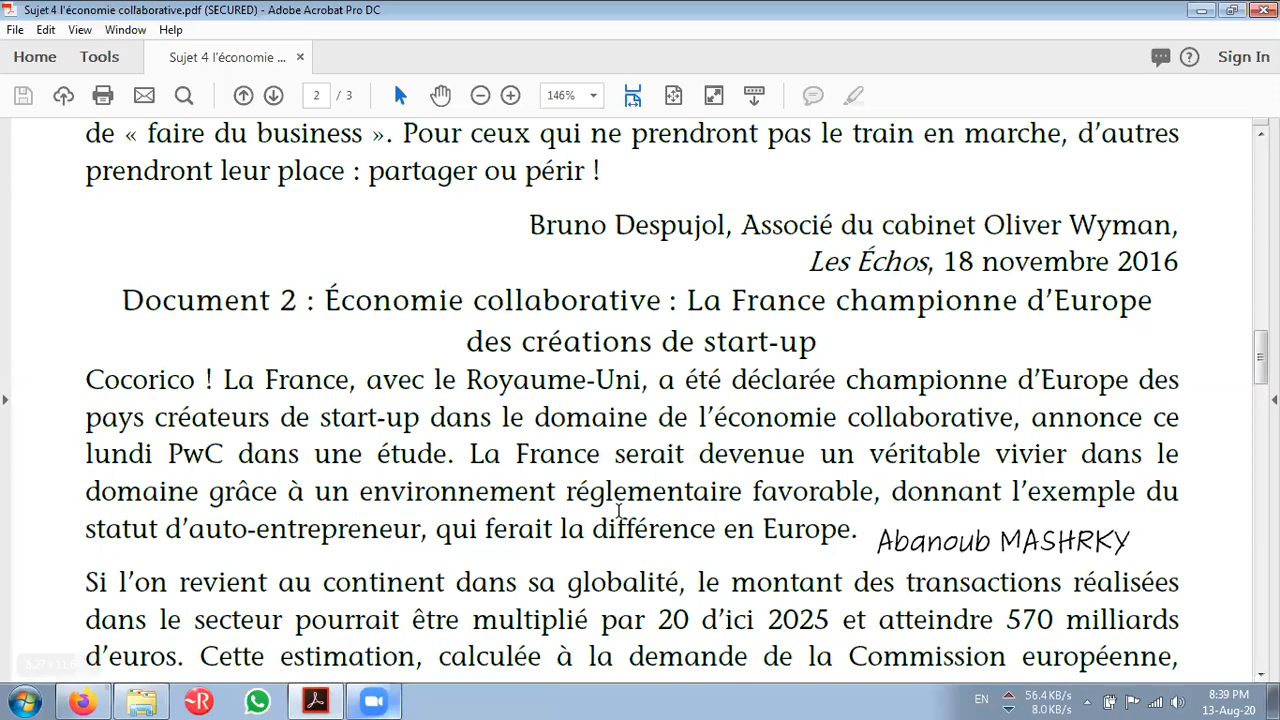 Sujet 4 l'économie collaborative.pdf (SECURED) - Adobe Acrobat Pro DC
File Edit View Window Help
Home Tools Sujet 4 l'économie ... × Sign In
2 / 3 146%
de « faire du business ». Pour ceux qui ne prendront pas le train en marche, d'autres
prendront leur place : partager ou périr !
Bruno Despujol, Associé du cabinet Oliver Wyman,
Les Échos, 18 novembre 2016
Document 2 : Économie collaborative : La France championne d'Europe
des créations de start-up
Cocorico ! La France, avec le Royaume-Uni, a été déclarée championne d'Europe des
pays créateurs de start-up dans le domaine de l'économie collaborative, annonce ce
lundi PwC dans une étude. La France serait devenue un véritable vivier dans le
domaine grâce à un environnement réglementaire favorable, donnant l'exemple du
statut d'auto-entrepreneur, qui ferait la différence en Europe.
Abanoub MASHRKY
Si l'on revient au continent dans sa globalité, le montant des transactions réalisées
dans le secteur pourrait être multiplié par 20 d'ici 2025 et atteindre 570 milliards
d'euros. Cette estimation, calculée à la demande de la Commission européenne,
EN 56.4 KB/s 8:39 PM
8.0 KB/s 13-Aug-20